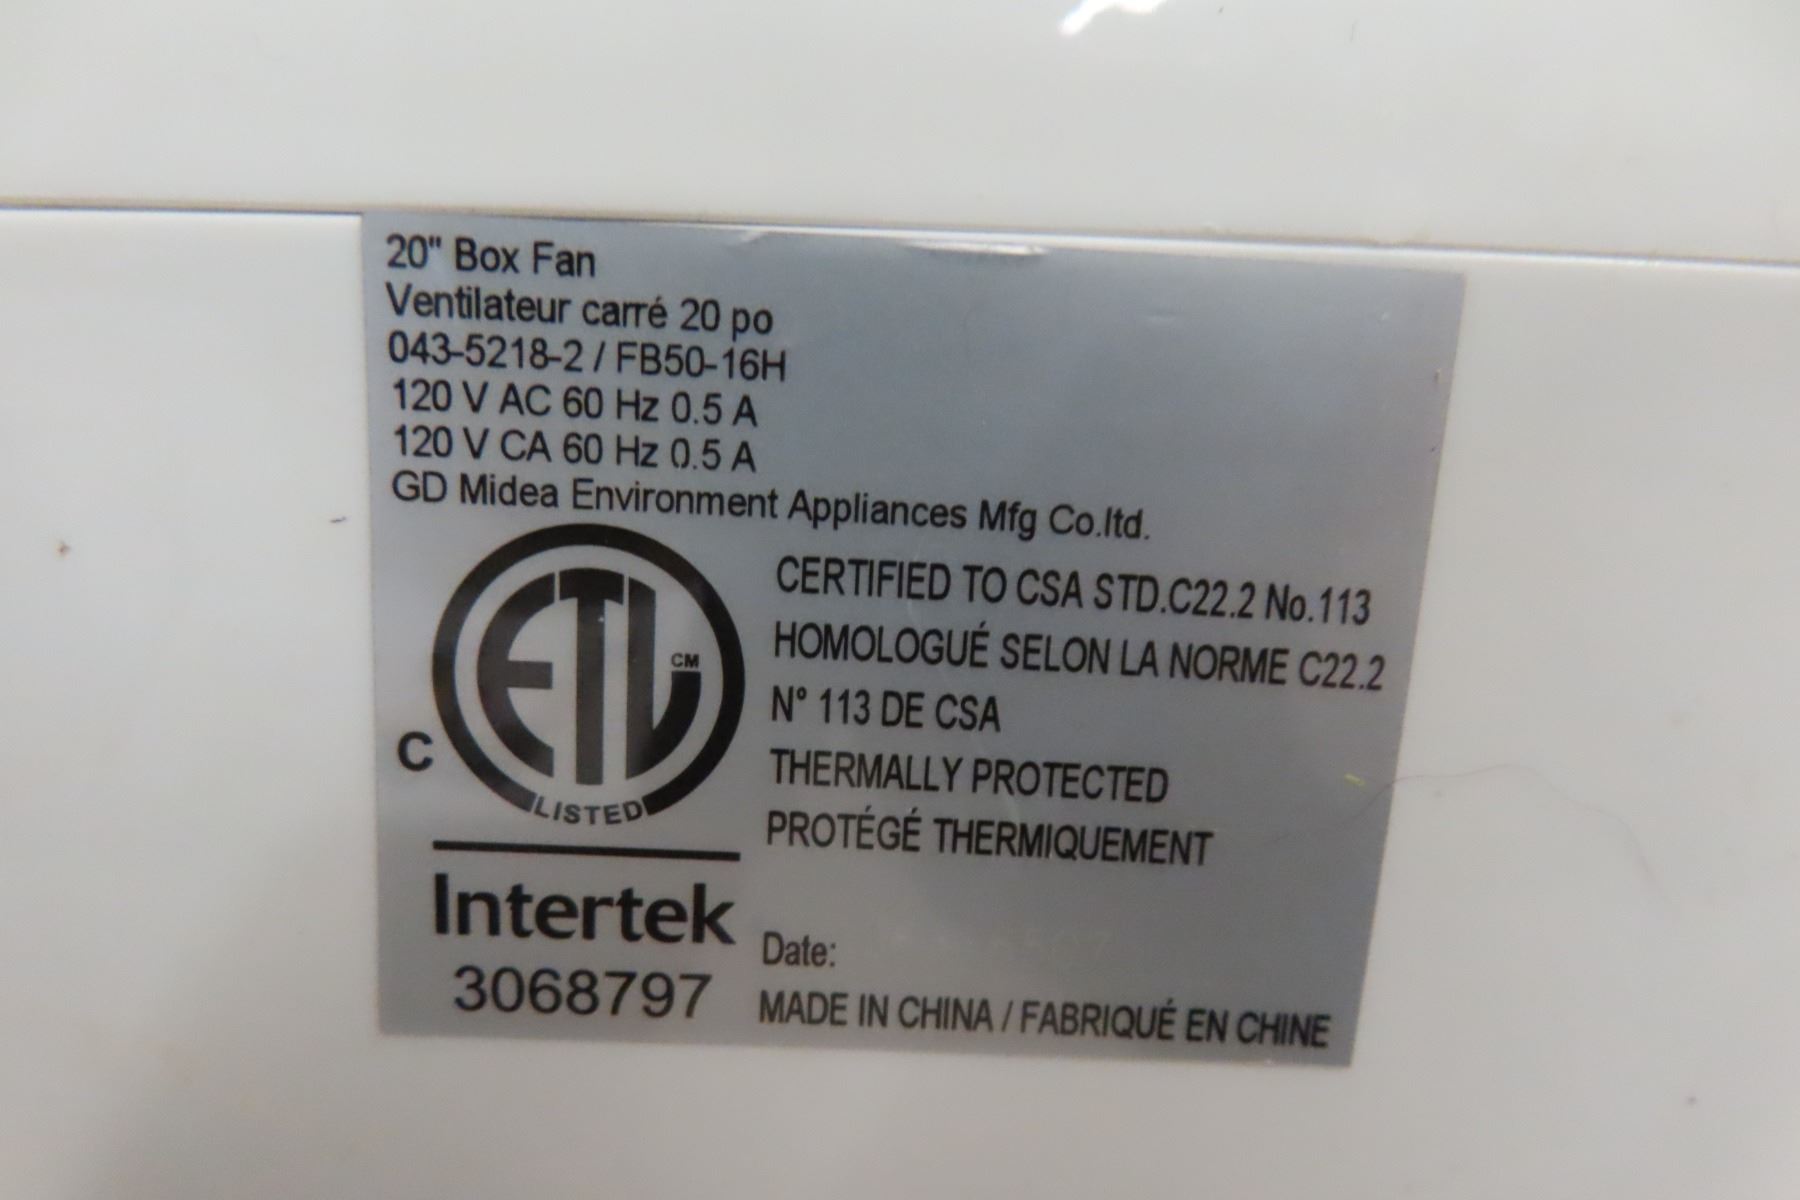 20" Box Fan
Ventilateur carré 20 po
043-5218-2 / FB50-16H
120 V AC 60 Hz 0.5 A
120 V CA 60 Hz 0.5 A
GD Midea Environment Appliances Mfg Co.ltd.
C
ETL
CM
LISTED
Intertek
3068797
CERTIFIED TO CSA STD.C22.2 No.113
HOMOLOGUÉ SELON LA NORME C22.2
N° 113 DE CSA
THERMALLY PROTECTED
PROTÉGÉ THERMIQUEMENT
Date:
MADE IN CHINA / FABRIQUÉ EN CHINE